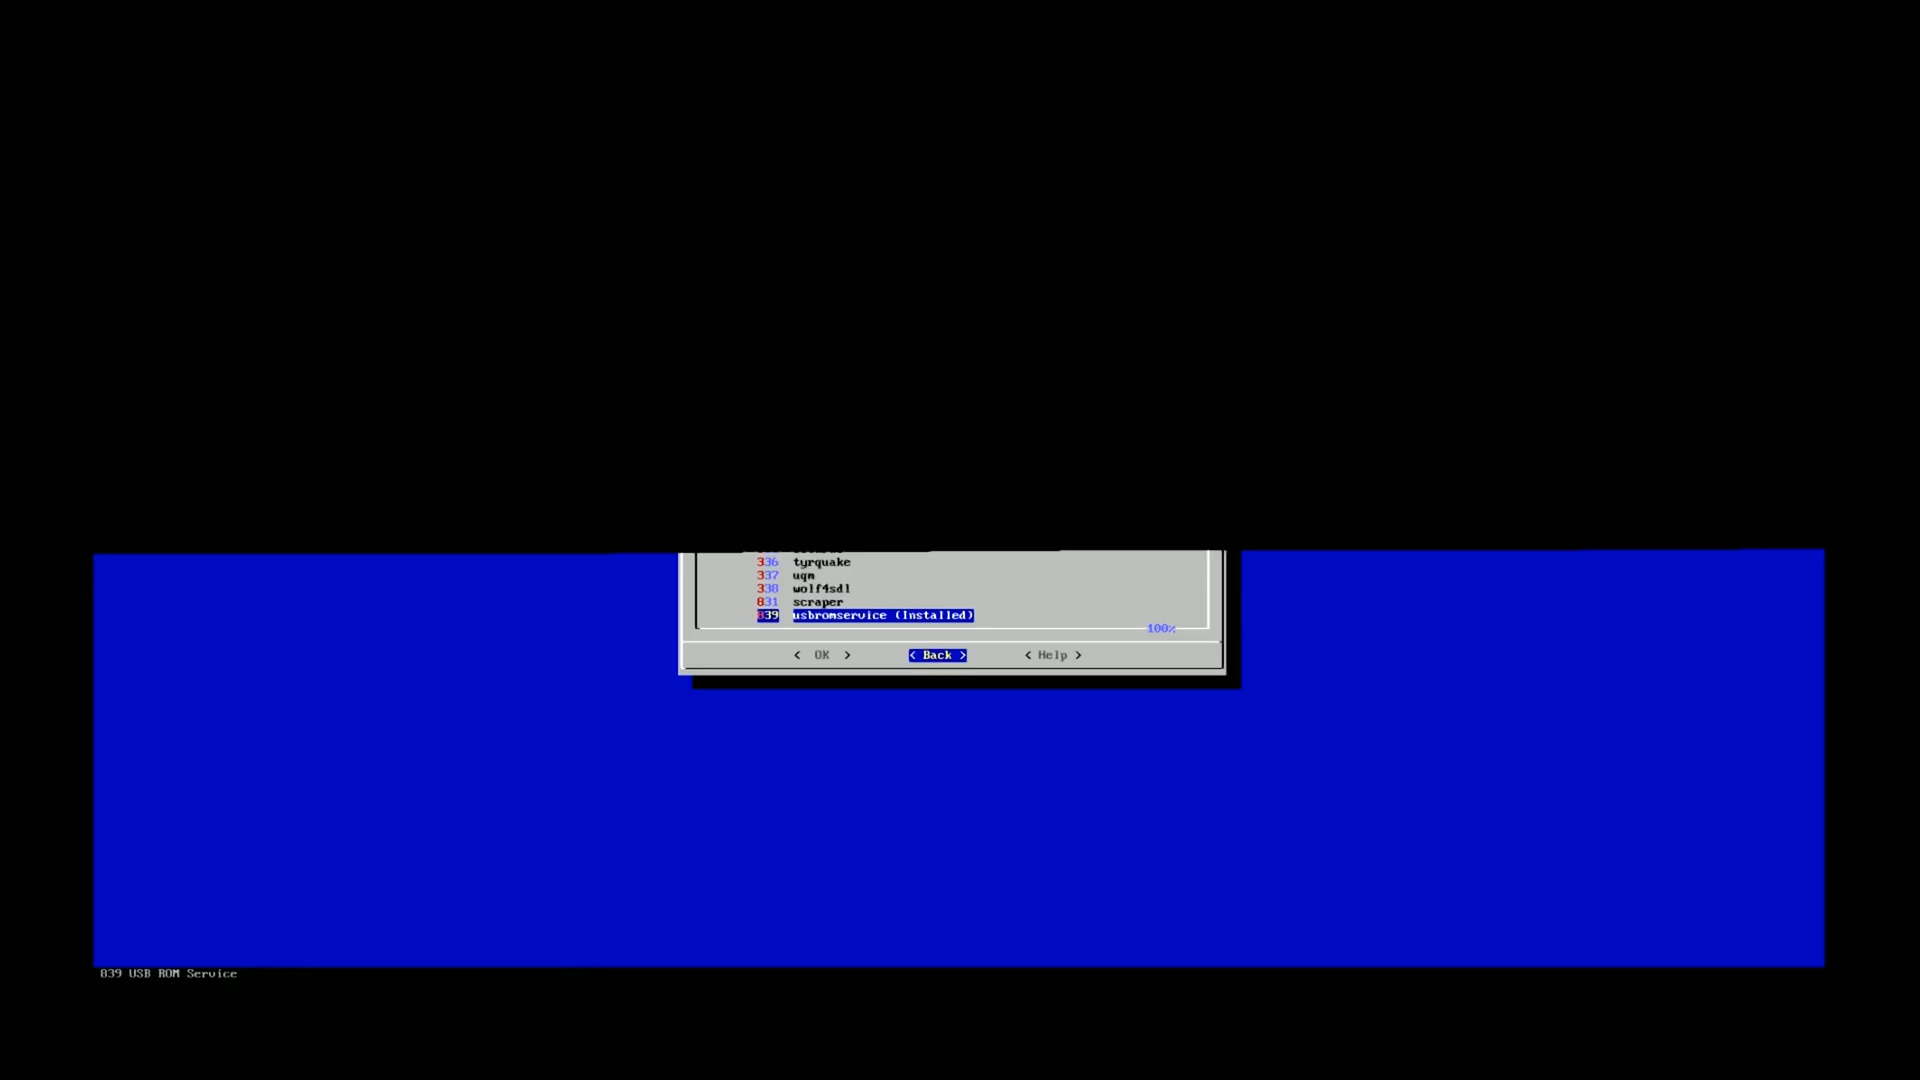 336 tyrquake
337 uqm
338 wolf4sdl
831 scraper
839 usbromservice (Installed)
100%
< OK > < Back > < Help >
839 USB ROM Service